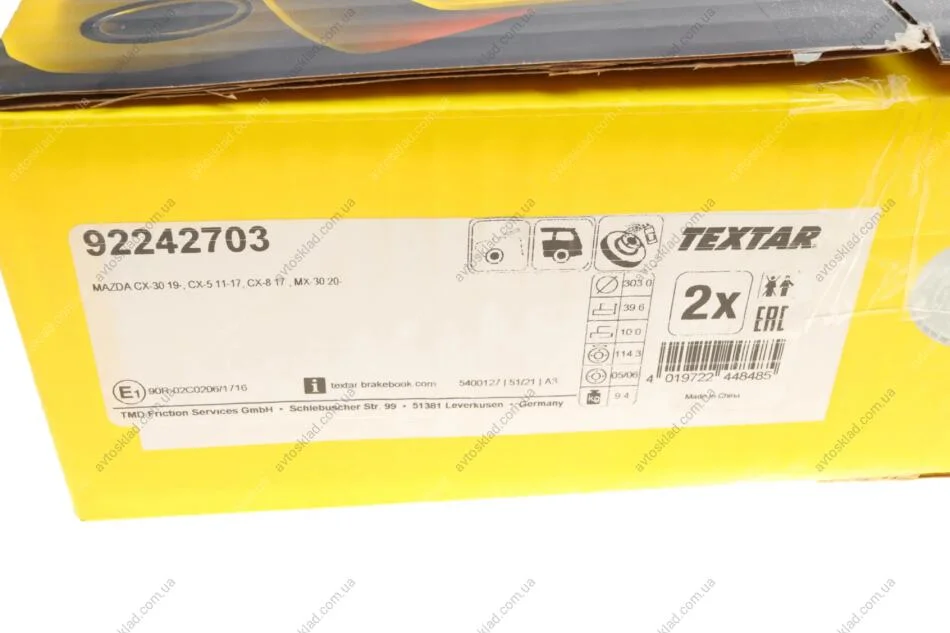 92242703
TEXTAR
MAZDA CX-30 19-, CX-5 11-17, CX-8 17-, MX-30 20-
303.0
39.6
10.0
114.3
05/06
9.4
2x
EAC
E1
90R-02C0206/1716
i
textar brakebook.com
5400127 | 51/21 | A3
4 019722 448485
Made in China
TMD Friction Services GmbH • Schlebuscher Str. 99 • 51381 Leverkusen • Germany
kg
avtosklad.com.ua